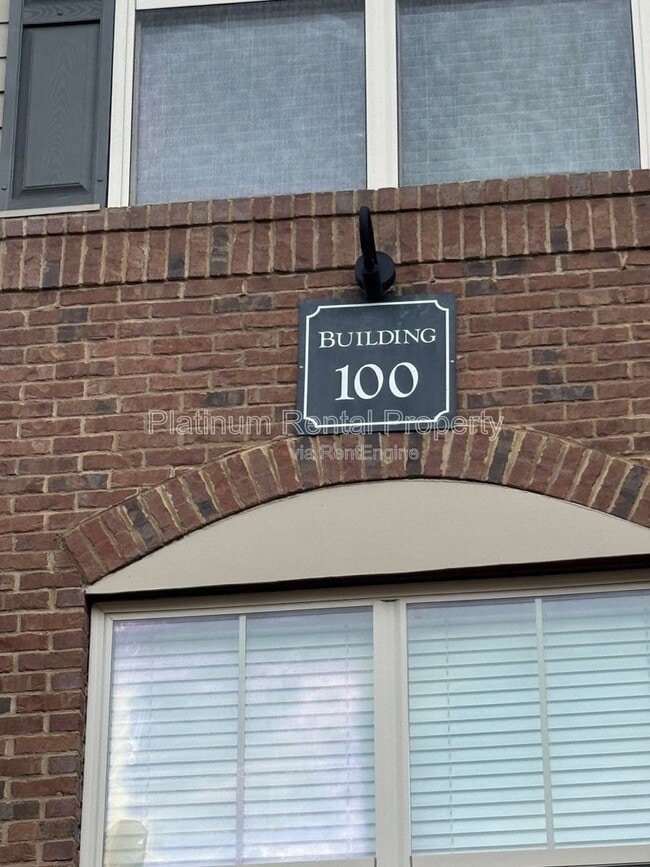 BUILDING
100
Platinum Rental Property
via RentEngine